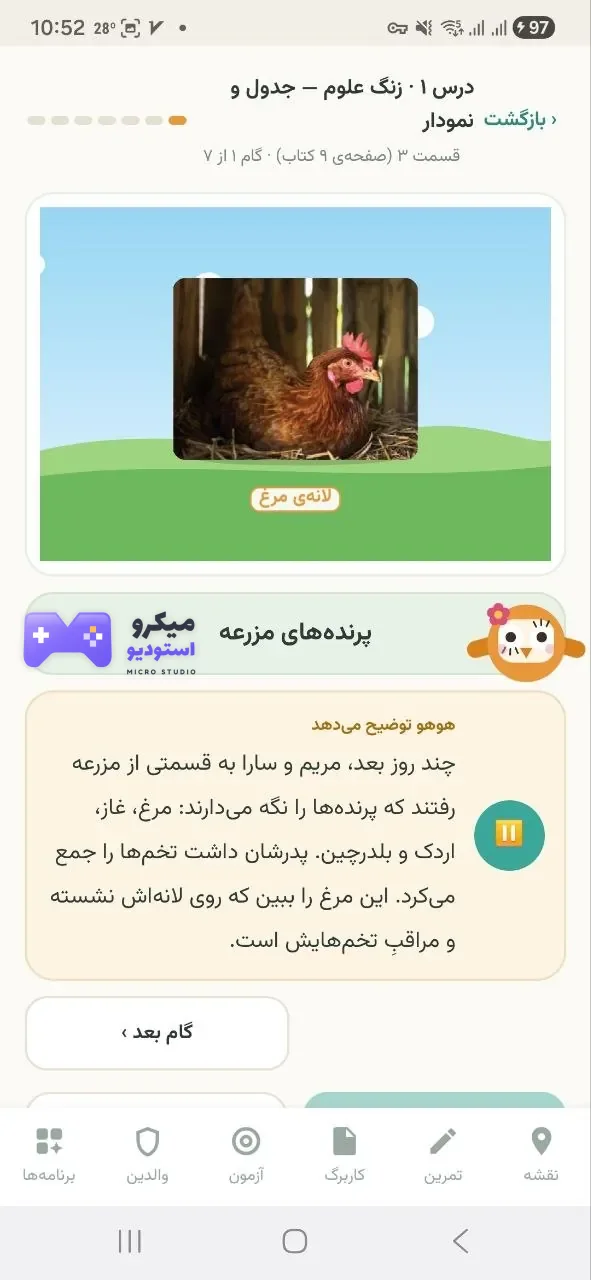 10:52 28° 97
درس ۱ · زنگ علوم — جدول و
نمودار
‹ بازگشت
قسمت ۳ (صفحه‌ی ۹ کتاب) · گام ۱ از ۷
لانه‌ی مرغ
پرنده‌های مزرعه
میکرو
استودیو
MICRO STUDIO
هوهو توضیح می‌دهد
چند روز بعد، مریم و سارا به قسمتی از مزرعه
رفتند که پرنده‌ها را نگه می‌دارند: مرغ، غاز،
اردک و بلدرچین. پدرشان داشت تخم‌ها را جمع
می‌کرد. این مرغ را ببین که روی لانه‌اش نشسته
و مراقبِ تخم‌هایش است.
گام بعد ›
نقشه
تمرین
کاربرگ
آزمون
والدین
برنامه‌ها